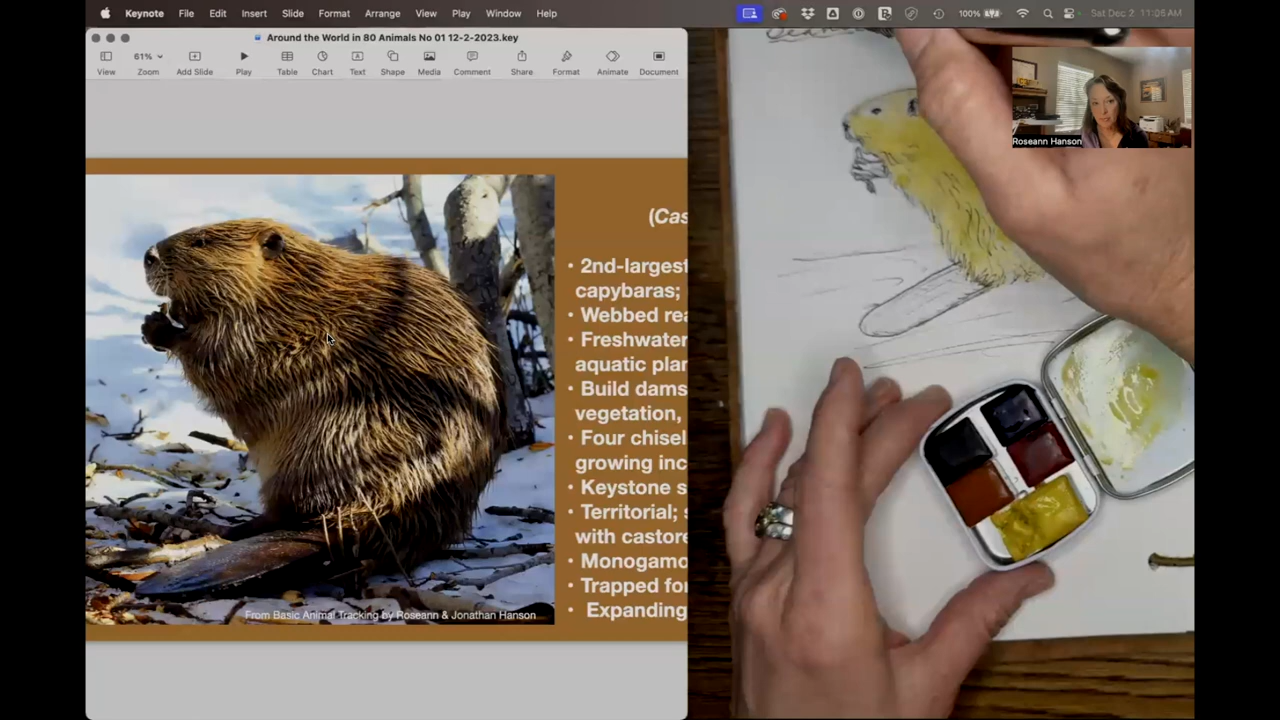 Keynote File Edit Insert Slide Format Arrange View Play Window Help
100%
Sat Dec 2 11:05 AM
Around the World in 80 Animals No 01 12-2-2023.key
61%
View Zoom Add Slide Play Table Chart Text Shape Media Comment Share Format Animate Document
Roseann Hanson
(Cas
• 2nd-largest
capybaras;
• Webbed rea
• Freshwater
aquatic plan
• Build dams
vegetation,
• Four chisel
growing inc
• Keystone s
• Territorial; s
with castore
• Monogamo
• Trapped for
• Expanding
From Basic Animal Tracking by Roseann & Jonathan Hanson